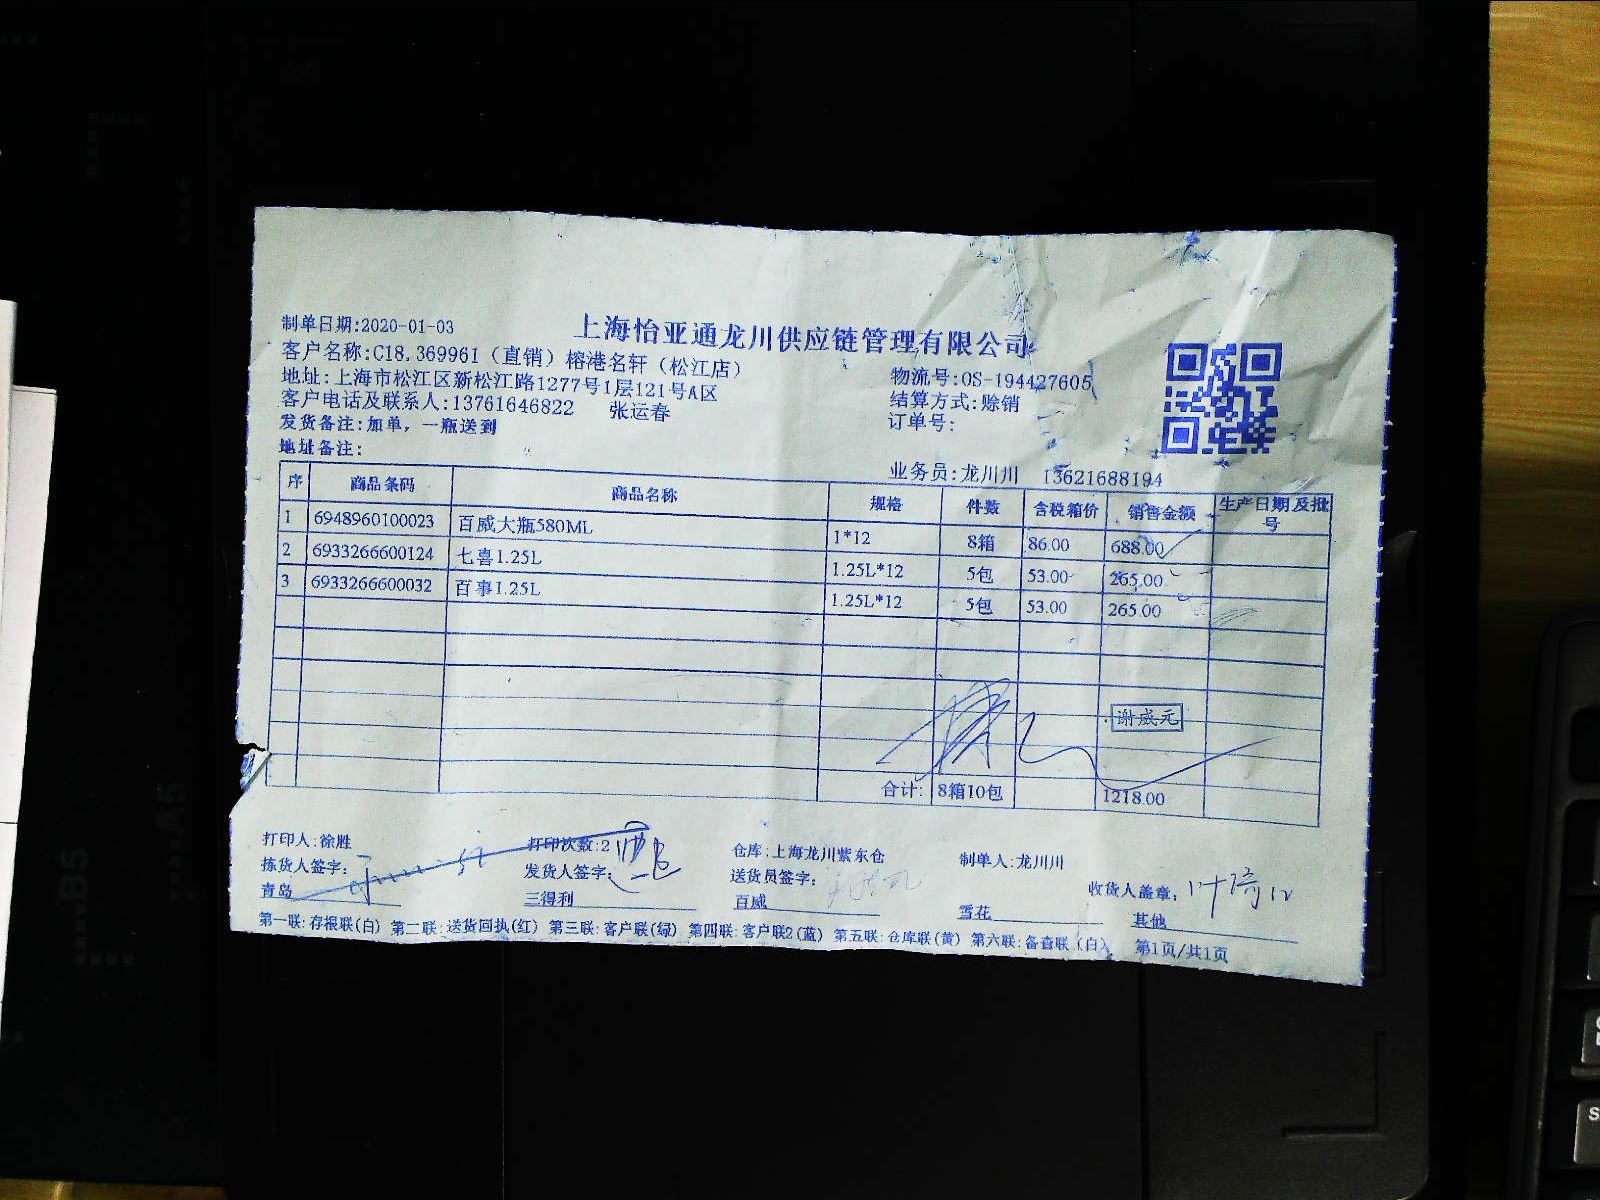 上海怡亚通龙川供应链管理有限公司
制单日期:2020-01-03
客户名称:C18.369961（直销）榕港名轩（松江店）
地址:上海市松江区新松江路1277号1层121号A区
客户电话及联系人:13761646822 张运春
发货备注:加单，一瓶送到
地址备注:
物流号:OS-194427605
结算方式:赊销
订单号:
业务员:龙川川 13621688194
序 商品条码 商品名称 规格 件数 含税箱价 销售金额 生产日期及批号
1 6948960100023 百威大瓶580ML 1*12 8箱 86.00 688.00
2 6933266600124 七喜1.25L 1.25L*12 5包 53.00 265.00
3 6933266600032 百事1.25L 1.25L*12 5包 53.00 265.00
谢威元
合计: 8箱10包 1218.00
打印人:徐胜 打印次数:2 仓库:上海龙川紫东仓 制单人:龙川川
拣货人签字: 发货人签字: 送货员签字: 收货人盖章:
青岛 三得利 百威 雪花 其他
第一联:存根联(白) 第二联:送货回执(红) 第三联:客户联(绿) 第四联:客户联2(蓝) 第五联:仓库联(黄) 第六联:备查联(白) 第1页/共1页
B5
A5